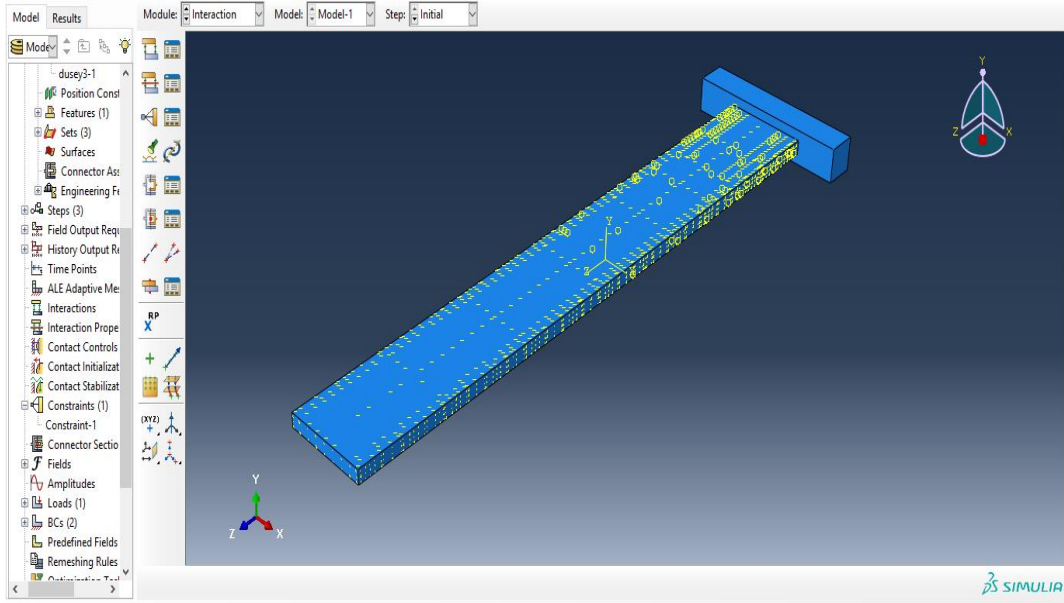 Model Results
Module: Interaction Model: Model-1 Step: Initial
Mode
dusey3-1
Position Const
Features (1)
Sets (3)
Surfaces
Connector Ass
Engineering Fe
Steps (3)
Field Output Requ
History Output Re
Time Points
ALE Adaptive Mes
Interactions
Interaction Prope
Contact Controls
Contact Initializat
Contact Stabilizat
Constraints (1)
Constraint-1
Connector Sectio
Fields
Amplitudes
Loads (1)
BCs (2)
Predefined Fields
Remeshing Rules
RP
X
(XYZ)
Y
Z X
Y
Z
Y
Z X
SIMULIA